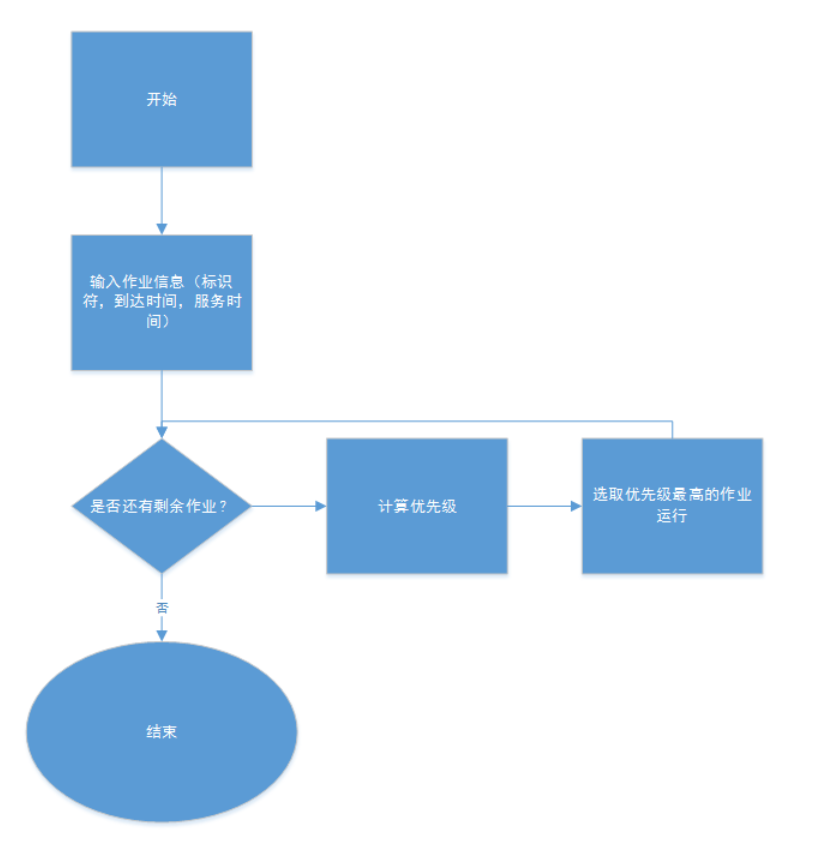 开始
输入作业信息（标识
符，到达时间，服务时
间）
是否还有剩余作业？
计算优先级
选取优先级最高的作业
运行
否
结束